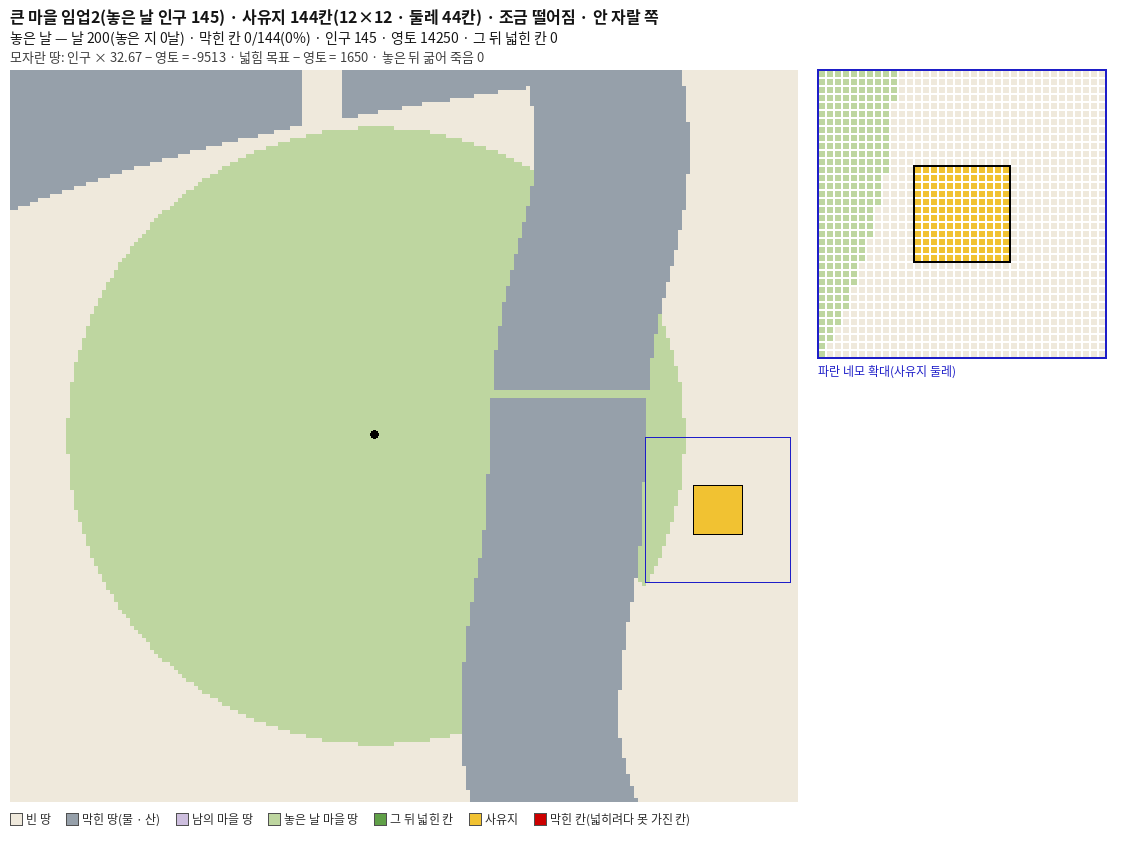 큰 마을 임업2(놓은 날 인구 145) · 사유지 144칸(12×12 · 둘레 44칸) · 조금 떨어짐 · 안 자랄 쪽
놓은 날 — 날 200(놓은 지 0날) · 막힌 칸 0/144(0%) · 인구 145 · 영토 14250 · 그 뒤 넓힌 칸 0
모자란 땅: 인구 × 32.67 − 영토 = -9513 · 넓힘 목표 − 영토 = 1650 · 놓은 뒤 굶어 죽음 0
파란 네모 확대(사유지 둘레)
빈 땅 막힌 땅(물 · 산) 남의 마을 땅 놓은 날 마을 땅 그 뒤 넓힌 칸 사유지 막힌 칸(넓히려다 못 가진 칸)